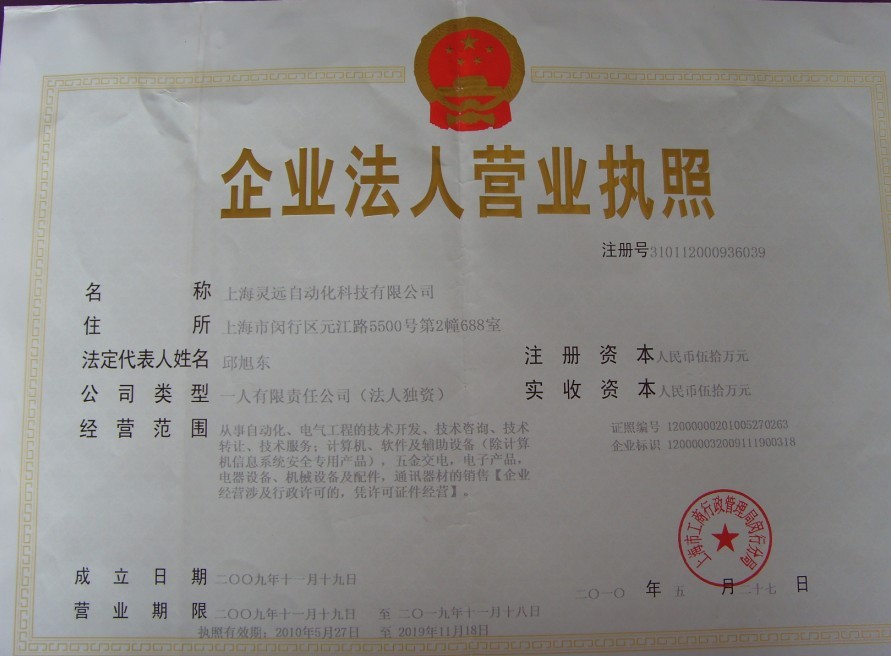 企业法人营业执照
注册号310112000936039
名称 上海灵远自动化科技有限公司
住所 上海市闵行区元江路5500号第2幢688室
法定代表人姓名 邱旭东
注册资本人民币伍拾万元
公司类型 一人有限责任公司（法人独资）
实收资本人民币伍拾万元
经营范围 从事自动化、电气工程的技术开发、技术咨询、技术
转让、技术服务；计算机、软件及辅助设备（除计算
机信息系统安全专用产品），五金交电，电子产品，
电器设备、机械设备及配件，通讯器材的销售【企业
经营涉及行政许可的，凭许可证件经营】。
证照编号 12000000201005270263
企业标识 120000032009111900318
上海市工商行政管理局闵行分局
成立日期 二〇〇九年十一月十九日
二〇一〇 年 五 月 二十七 日
营业期限 二〇〇九年十一月十九日 至 二〇一九年十一月十八日
执照有效期：2010年5月27日 至 2019年11月18日